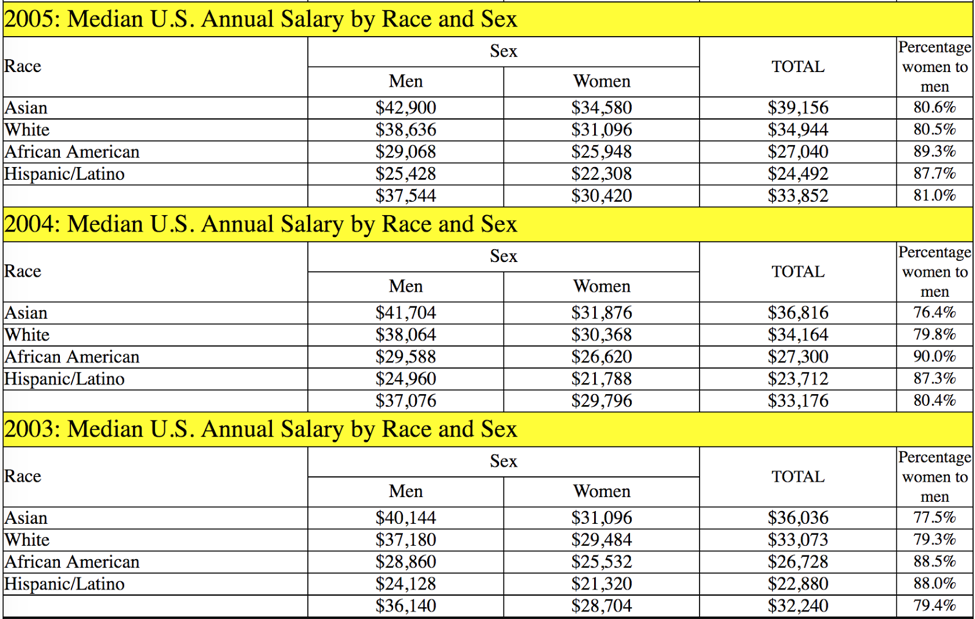 2005: Median U.S. Annual Salary by Race and Sex
Race Sex TOTAL Percentage women to men
Men Women
Asian $42,900 $34,580 $39,156 80.6%
White $38,636 $31,096 $34,944 80.5%
African American $29,068 $25,948 $27,040 89.3%
Hispanic/Latino $25,428 $22,308 $24,492 87.7%
$37,544 $30,420 $33,852 81.0%
2004: Median U.S. Annual Salary by Race and Sex
Race Sex TOTAL Percentage women to men
Men Women
Asian $41,704 $31,876 $36,816 76.4%
White $38,064 $30,368 $34,164 79.8%
African American $29,588 $26,620 $27,300 90.0%
Hispanic/Latino $24,960 $21,788 $23,712 87.3%
$37,076 $29,796 $33,176 80.4%
2003: Median U.S. Annual Salary by Race and Sex
Race Sex TOTAL Percentage women to men
Men Women
Asian $40,144 $31,096 $36,036 77.5%
White $37,180 $29,484 $33,073 79.3%
African American $28,860 $25,532 $26,728 88.5%
Hispanic/Latino $24,128 $21,320 $22,880 88.0%
$36,140 $28,704 $32,240 79.4%